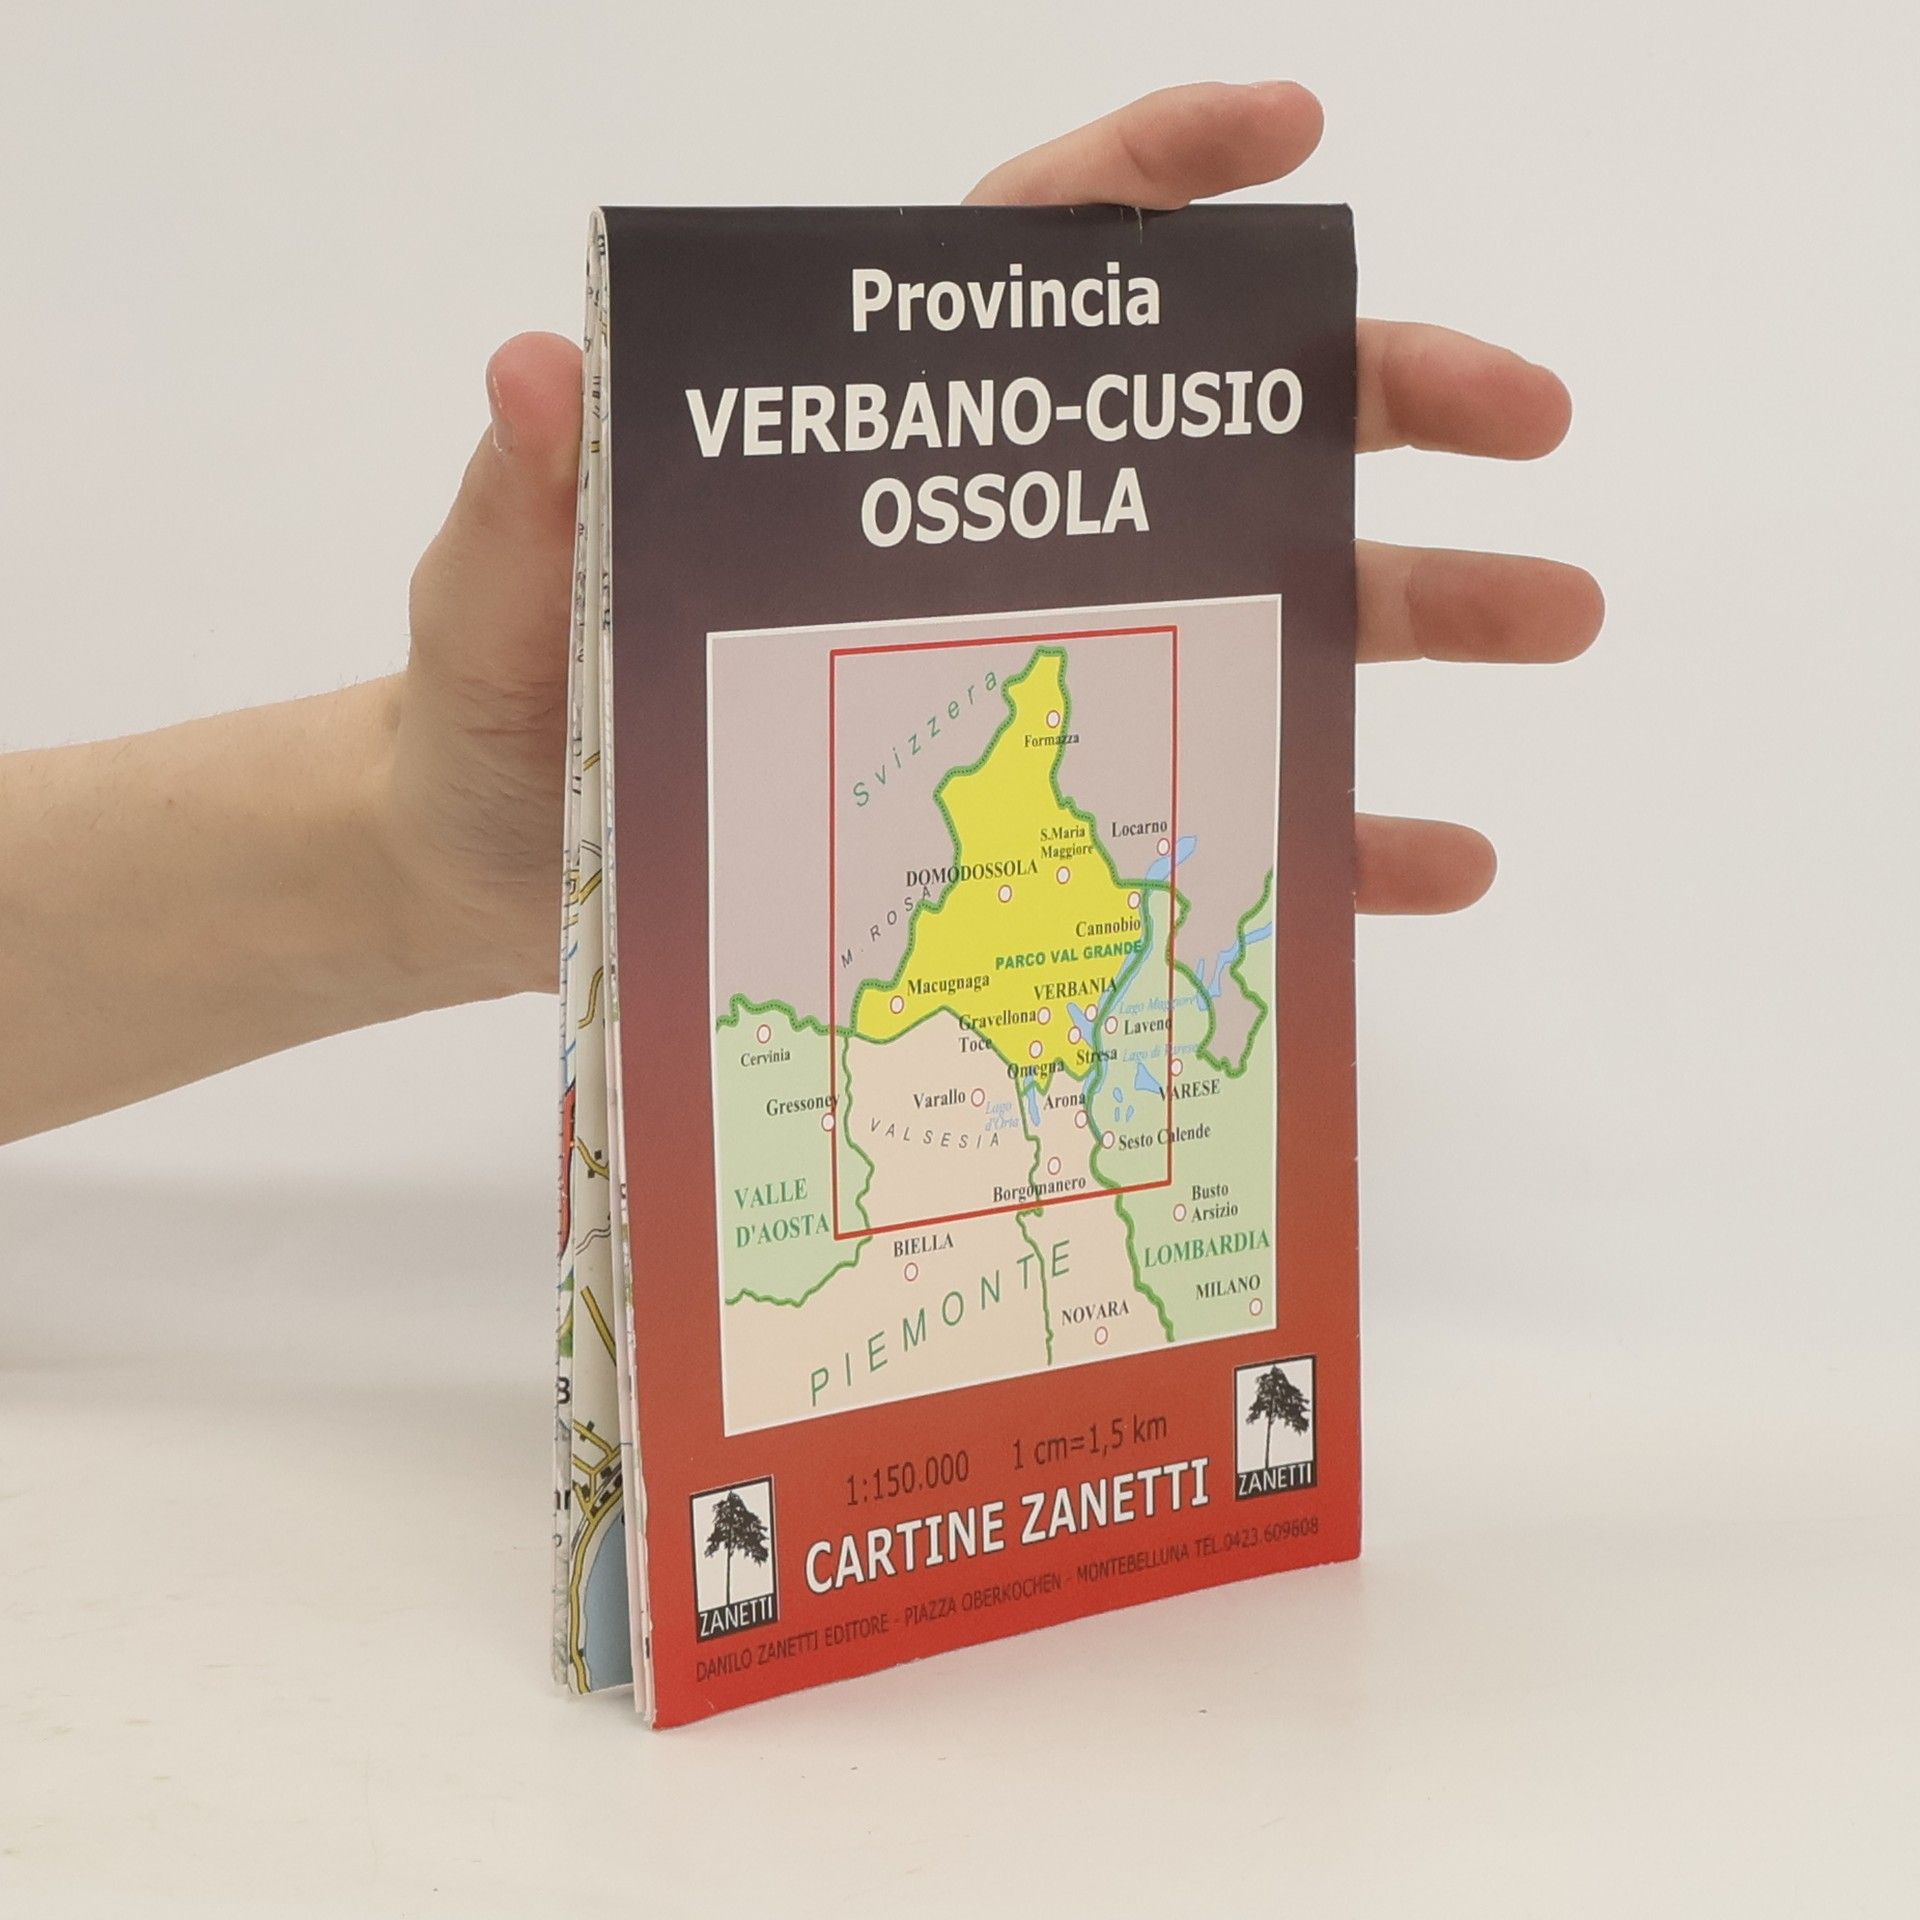 Provincia
VERBANO-CUSIO
OSSOLA
Svizzera
Formazza
S.Maria
Maggiore
Locarno
DOMODOSSOLA
M. ROSA
Cannobio
PARCO VAL GRANDE
Macugnaga
VERBANIA
Lago Maggiore
Gravellona
Toce
Laveno
Cervinia
Stresa
Lago di Varese
Omegna
VARESE
Gressoney
Varallo
Lago
d'Orta
Arona
VALSESIA
Sesto Calende
Borgomanero
VALLE
D'AOSTA
Busto
Arsizio
BIELLA
LOMBARDIA
PIEMONTE
MILANO
NOVARA
1:150.000 1 cm=1,5 km
CARTINE ZANETTI
ZANETTI
ZANETTI
DANILO ZANETTI EDITORE - PIAZZA OBERKOCHEN - MONTEBELLUNA TEL.0423.609808